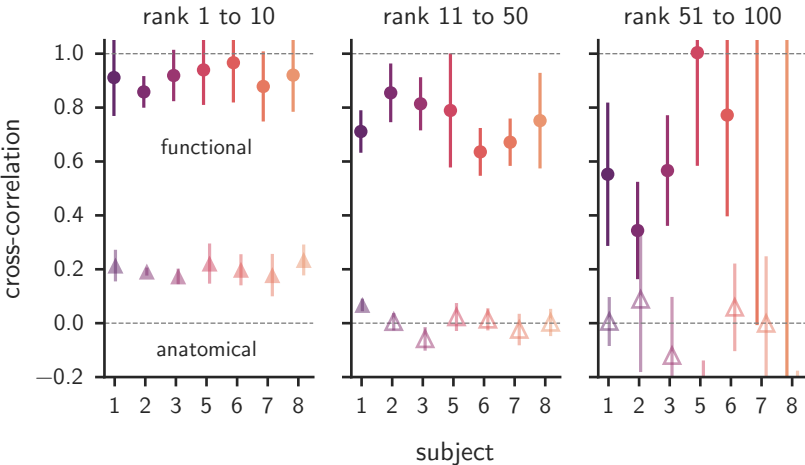 rank 1 to 10
rank 11 to 50
rank 51 to 100
cross-correlation
1.0
0.8
0.6
0.4
0.2
0.0
−0.2
functional
anatomical
1 2 3 5 6 7 8
1 2 3 5 6 7 8
1 2 3 5 6 7 8
subject